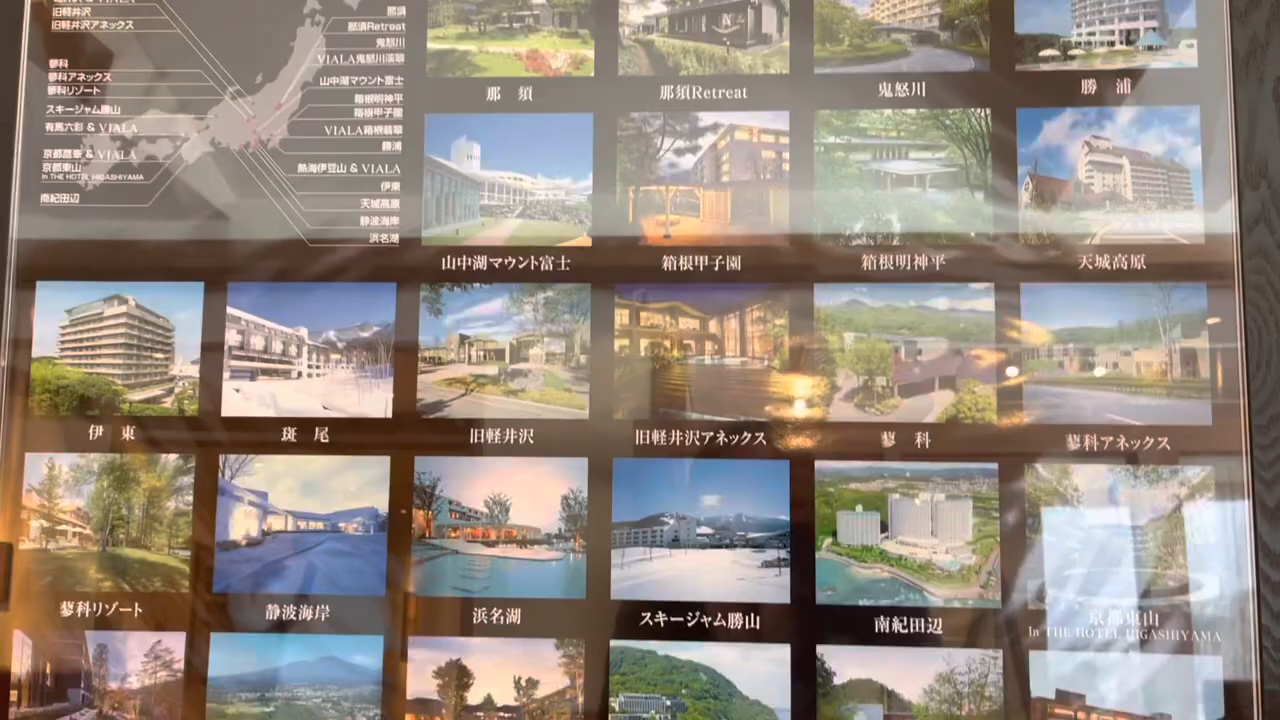 旧軽井沢
旧軽井沢アネックス
蓼科
蓼科アネックス
蓼科リゾート
スキージャム勝山
有馬六彩 & VIALA
京都鷹峯 & VIALA
京都東山
In THE HOTEL HIGASHIYAMA
南紀田辺
那須
那須Retreat
鬼怒川
VIALA鬼怒川渓翠
山中湖マウント富士
箱根明神平
箱根甲子園
VIALA箱根翡翠
勝浦
熱海伊豆山 & VIALA
伊東
天城高原
静波海岸
浜名湖
那 須
那須Retreat
鬼怒川
勝 浦
山中湖マウント富士
箱根甲子園
箱根明神平
天城高原
伊 東
斑 尾
旧軽井沢
旧軽井沢アネックス
蓼 科
蓼科アネックス
蓼科リゾート
静波海岸
浜名湖
スキージャム勝山
南紀田辺
京都東山
In THE HOTEL HIGASHIYAMA